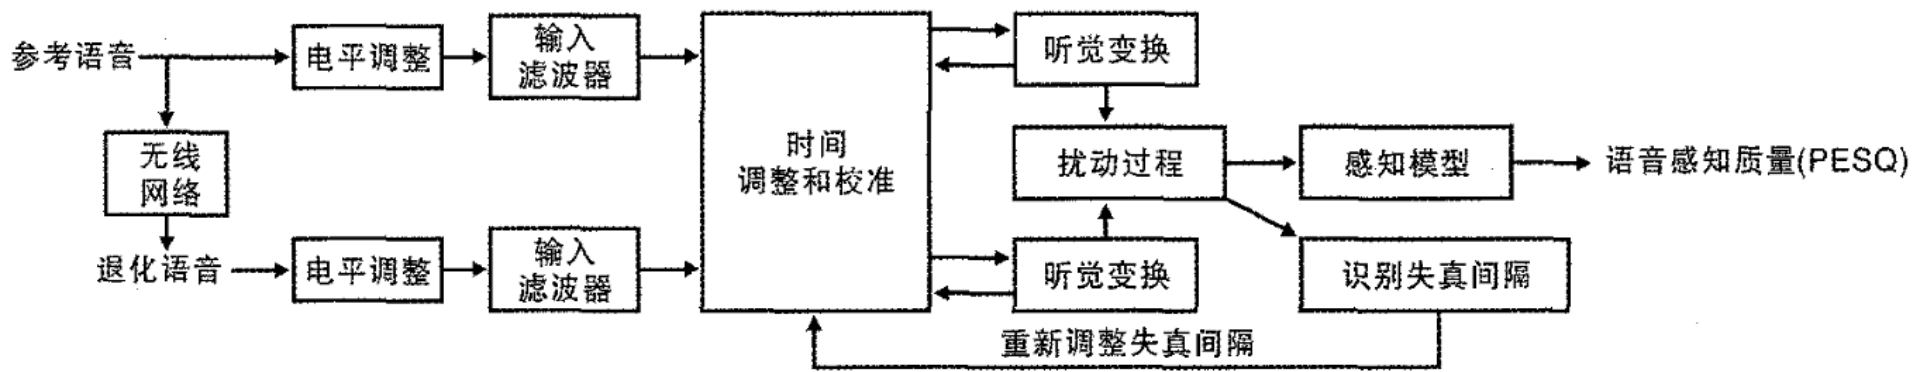 参考语音
电平调整
输入
滤波器
时间
调整和校准
听觉变换
无线
网络
扰动过程
感知模型
语音感知质量(PESQ)
退化语音
电平调整
输入
滤波器
听觉变换
识别失真间隔
重新调整失真间隔